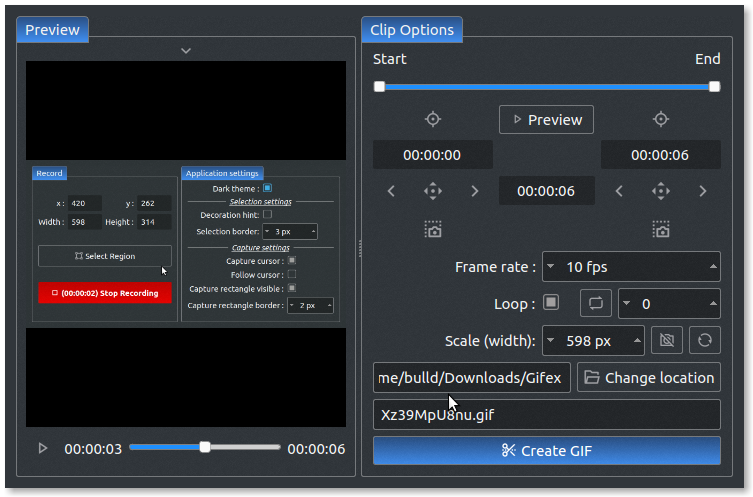 Preview
Record
Application settings
Dark theme :
Selection settings
x : 420 y : 262
Decoration hint:
Width : 598 Height : 314
Selection border: 3 px
Capture settings
Select Region
Capture cursor :
Follow cursor :
(00:00:02) Stop Recording
Capture rectangle visible :
Capture rectangle border : 2 px
00:00:03 00:00:06
Clip Options
Start End
Preview
00:00:00 00:00:06
00:00:06
Frame rate : 10 fps
Loop : 0
Scale (width): 598 px
me/bulld/Downloads/Gifex Change location
Xz39MpU8nu.gif
Create GIF